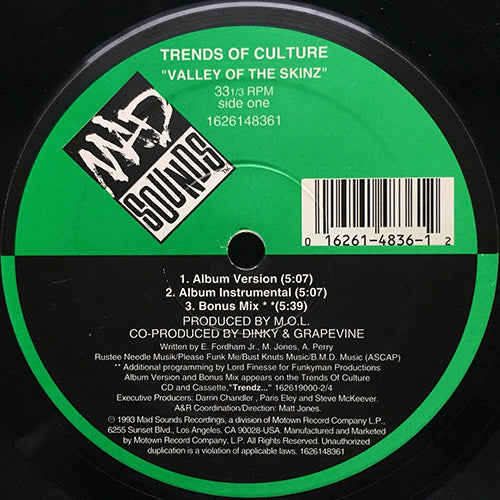 TRENDS OF CULTURE
"VALLEY OF THE SKINZ"
33 1/3 RPM
side one
1626148361
MAD
SOUNDS™
0 16261-4836-1 2
1. Album Version (5:07)
2. Album Instrumental (5:07)
3. Bonus Mix * *(5:39)
PRODUCED BY M.O.L.
CO-PRODUCED BY DINKY & GRAPEVINE
Written by E. Fordham Jr., M. Jones, A. Perry
Rustee Needle Musik/Please Funk Me/Bust Knuts Music/B.M.D. Music (ASCAP)
** Additional programming by Lord Finesse for Funkyman Productions
Album Version and Bonus Mix appears on the Trends Of Culture
CD and Cassette,"Trendz..." 162619000-2/4
Executive Producers: Darrin Chandler , Paris Eley and Steve McKeever.
A&R Coordination/Direction: Matt Jones.
© 1993 Mad Sounds Recordings, a division of Motown Record Company L.P.,
6255 Sunset Blvd., Los Angeles, CA 90028-USA. Manufactured and Marketed
by Motown Record Company, L.P. All Rights Reserved. Unauthorized
duplication is a violation of applicable laws. 1626148361